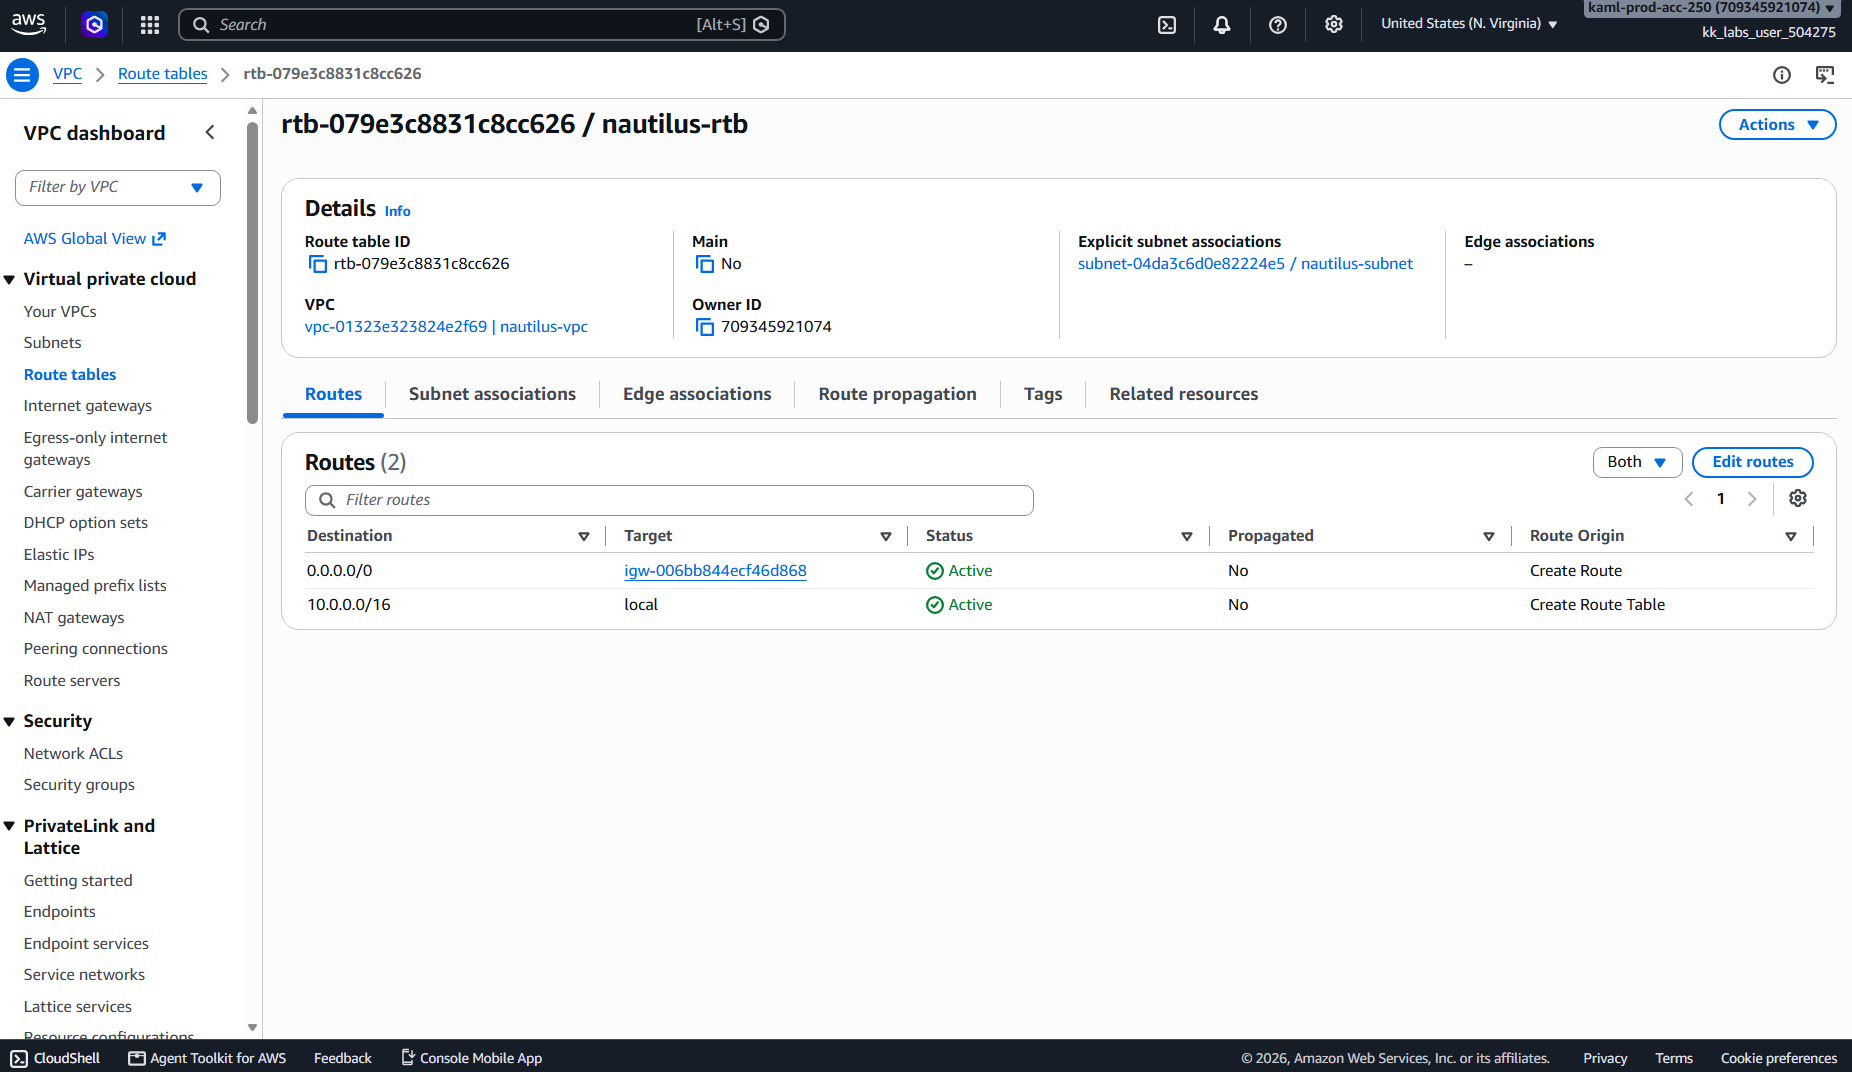 aws
Search
[Alt+S]
United States (N. Virginia)
kaml-prod-acc-250 (709345921074)
kk_labs_user_504275
VPC
Route tables
rtb-079e3c8831c8cc626
VPC dashboard
Filter by VPC
AWS Global View
Virtual private cloud
Your VPCs
Subnets
Route tables
Internet gateways
Egress-only internet
gateways
Carrier gateways
DHCP option sets
Elastic IPs
Managed prefix lists
NAT gateways
Peering connections
Route servers
Security
Network ACLs
Security groups
PrivateLink and
Lattice
Getting started
Endpoints
Endpoint services
Service networks
Lattice services
Resource configurations
rtb-079e3c8831c8cc626 / nautilus-rtb
Actions
Details Info
Route table ID
rtb-079e3c8831c8cc626
Main
No
Explicit subnet associations
subnet-04da3c6d0e82224e5 / nautilus-subnet
Edge associations
–
VPC
vpc-01323e323824e2f69 | nautilus-vpc
Owner ID
709345921074
Routes
Subnet associations
Edge associations
Route propagation
Tags
Related resources
Routes (2)
Both
Edit routes
Filter routes
1
Destination Target Status Propagated Route Origin
0.0.0.0/0 igw-006bb844ecf46d868 Active No Create Route
10.0.0.0/16 local Active No Create Route Table
CloudShell
Agent Toolkit for AWS
Feedback
Console Mobile App
© 2026, Amazon Web Services, Inc. or its affiliates.
Privacy
Terms
Cookie preferences